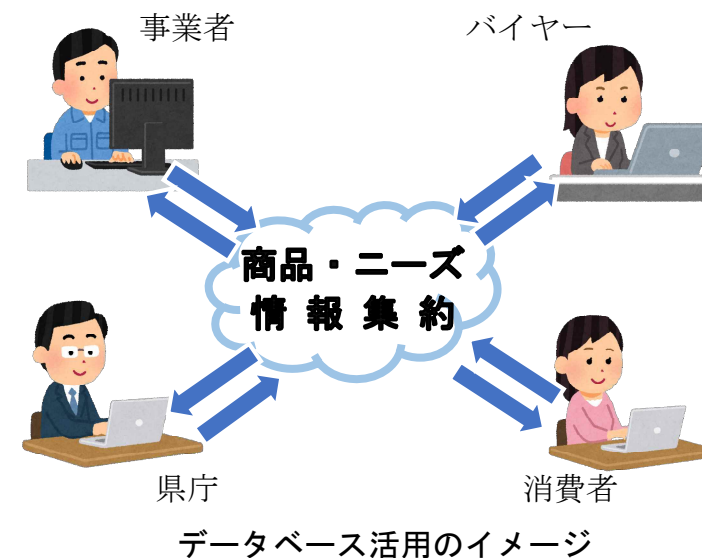 事業者
バイヤー
商品・ニーズ
情報集約
県庁
消費者
データベース活用のイメージ